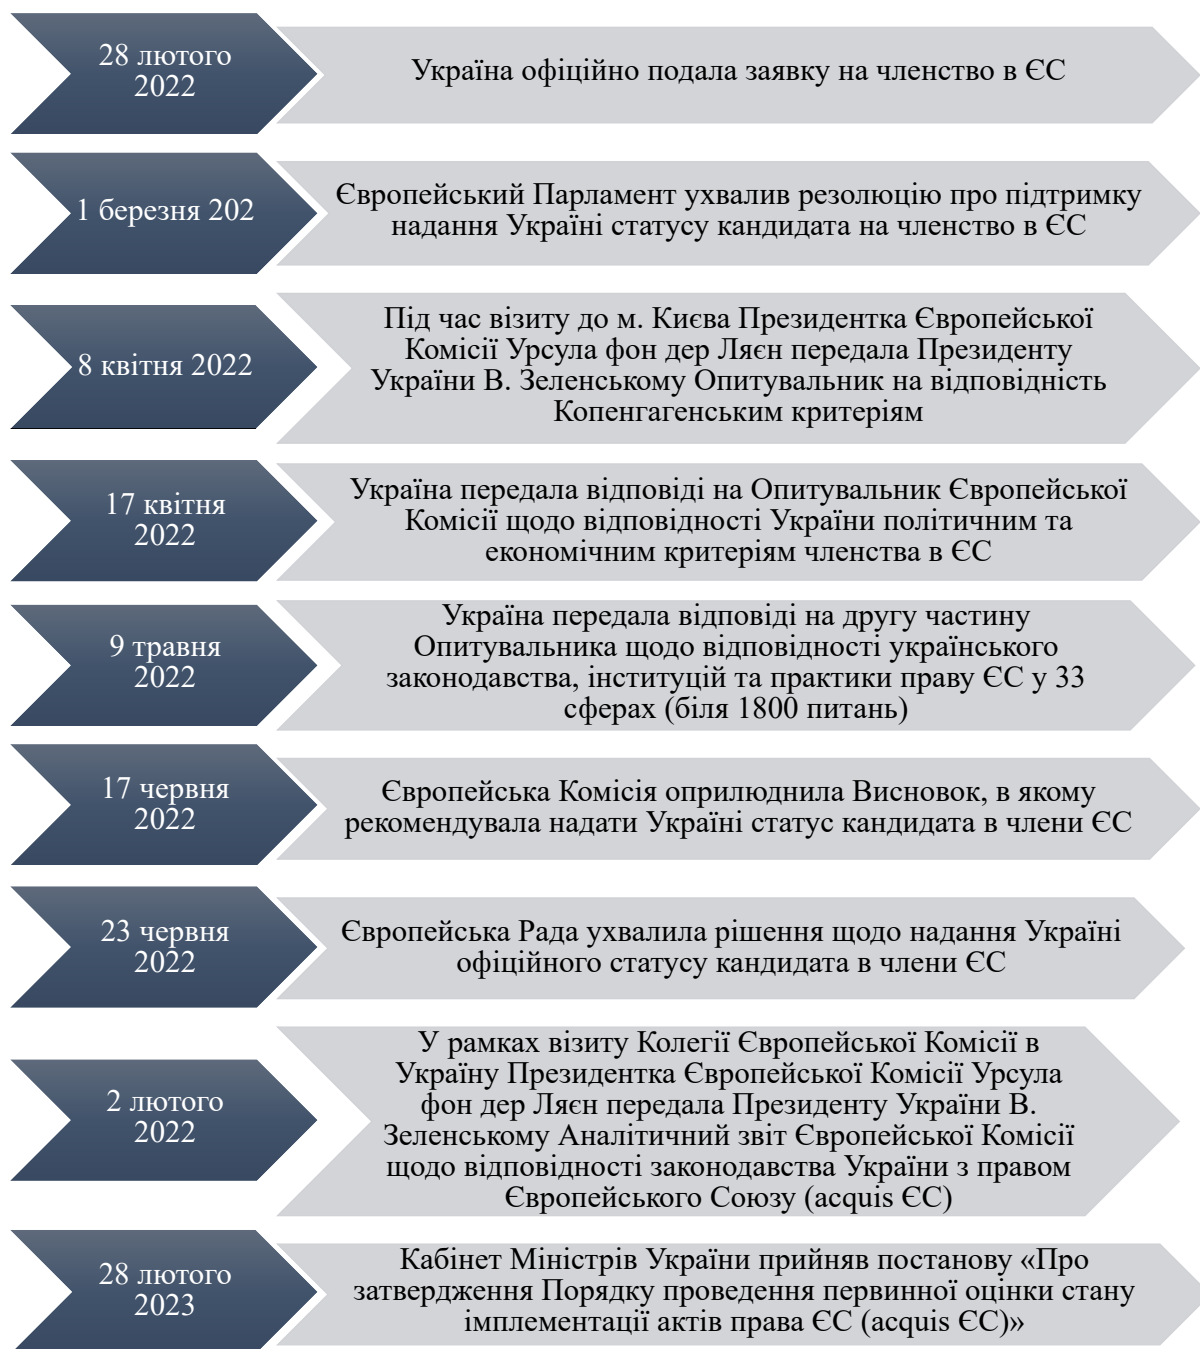 28 лютого
2022
Україна офіційно подала заявку на членство в ЄС
1 березня 202
Європейський Парламент ухвалив резолюцію про підтримку
надання Україні статусу кандидата на членство в ЄС
8 квітня 2022
Під час візиту до м. Києва Президентка Європейської
Комісії Урсула фон дер Ляєн передала Президенту
України В. Зеленському Опитувальник на відповідність
Копенгагенським критеріям
17 квітня
2022
Україна передала відповіді на Опитувальник Європейської
Комісії щодо відповідності України політичним та
економічним критеріям членства в ЄС
9 травня
2022
Україна передала відповіді на другу частину
Опитувальника щодо відповідності українського
законодавства, інституцій та практики праву ЄС у 33
сферах (біля 1800 питань)
17 червня
2022
Європейська Комісія оприлюднила Висновок, в якому
рекомендувала надати Україні статус кандидата в члени ЄС
23 червня
2022
Європейська Рада ухвалила рішення щодо надання Україні
офіційного статусу кандидата в члени ЄС
2 лютого
2022
У рамках візиту Колегії Європейської Комісії в
Україну Президентка Європейської Комісії Урсула
фон дер Ляєн передала Президенту України В.
Зеленському Аналітичний звіт Європейської Комісії
щодо відповідності законодавства України з правом
Європейського Союзу (acquis ЄС)
28 лютого
2023
Кабінет Міністрів України прийняв постанову «Про
затвердження Порядку проведення первинної оцінки стану
імплементації актів права ЄС (acquis ЄС)»